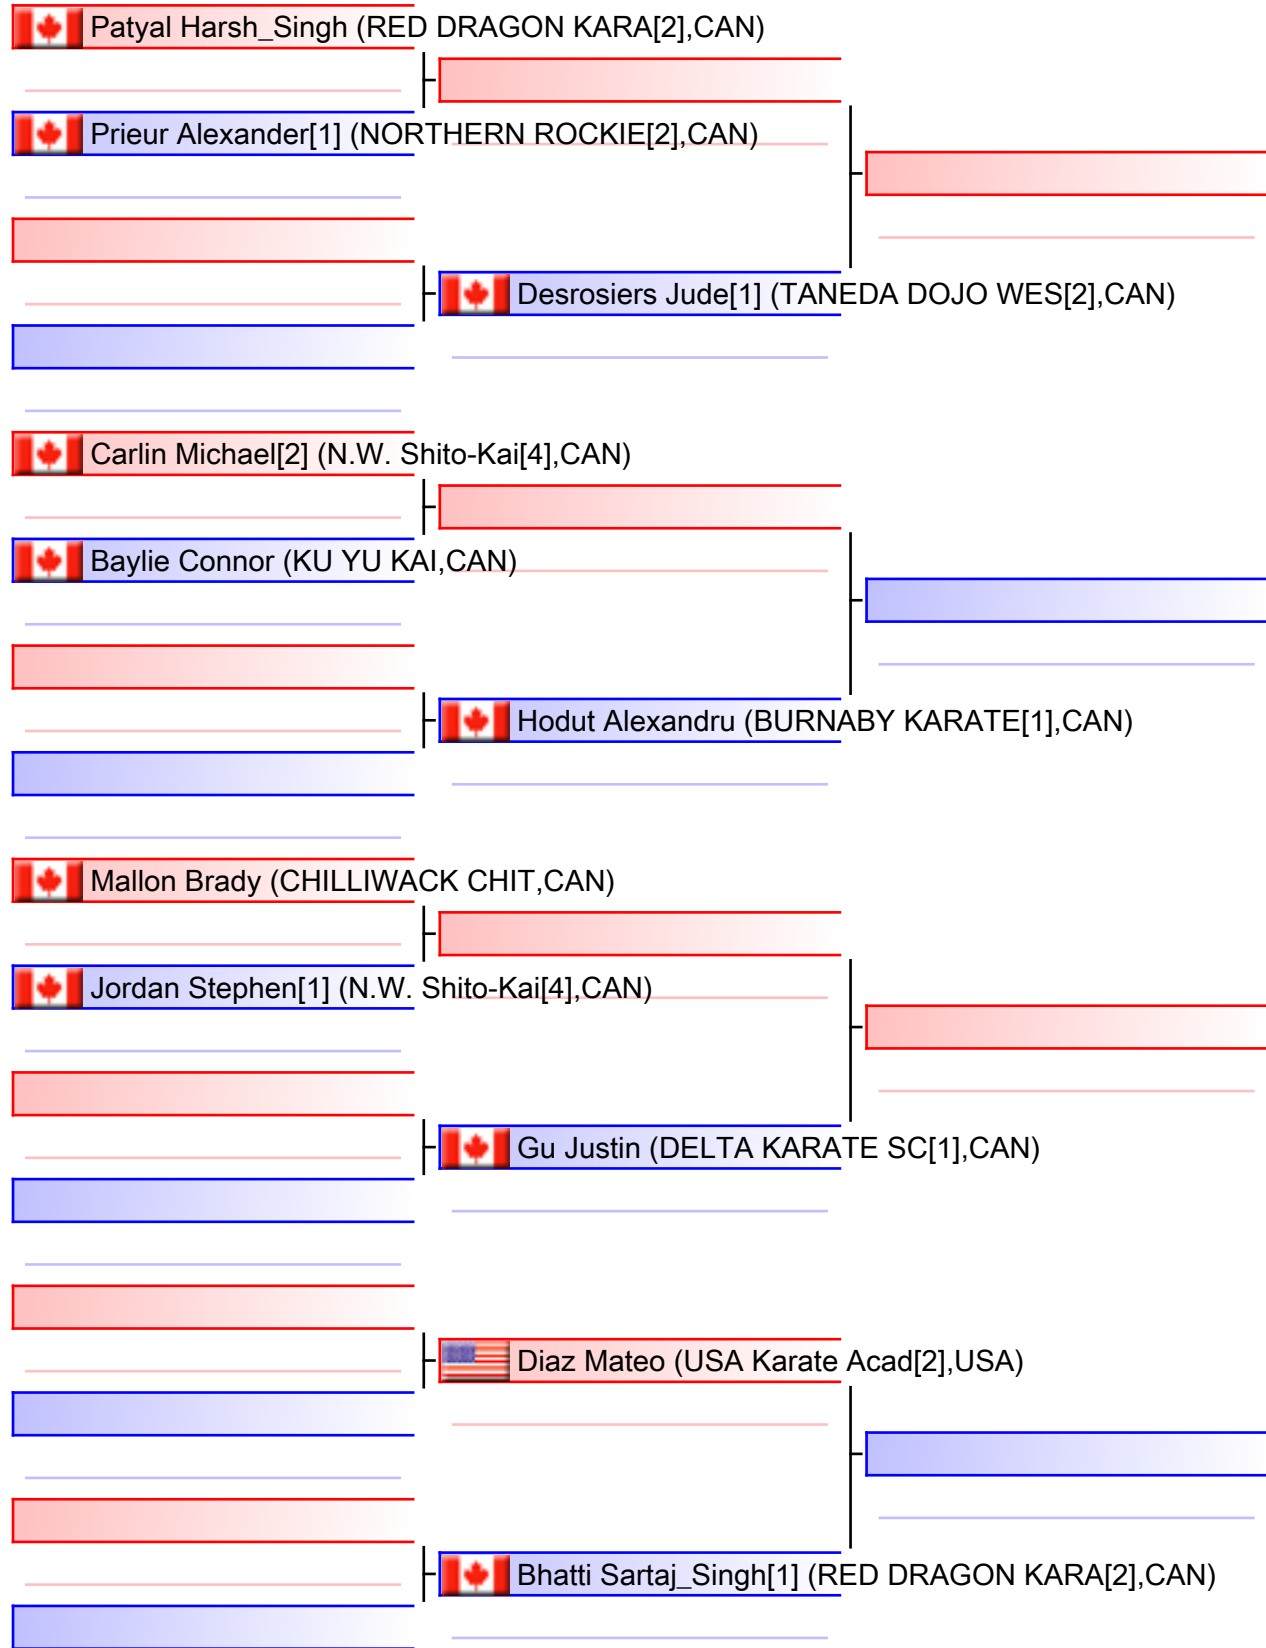 Patyal Harsh_Singh (RED DRAGON KARA[2],CAN)
Prieur Alexander[1] (NORTHERN ROCKIE[2],CAN)
Desrosiers Jude[1] (TANEDA DOJO WES[2],CAN)
Carlin Michael[2] (N.W. Shito-Kai[4],CAN)
Baylie Connor (KU YU KAI,CAN)
Hodut Alexandru (BURNABY KARATE[1],CAN)
Mallon Brady (CHILLIWACK CHIT,CAN)
Jordan Stephen[1] (N.W. Shito-Kai[4],CAN)
Gu Justin (DELTA KARATE SC[1],CAN)
Diaz Mateo (USA Karate Acad[2],USA)
Bhatti Sartaj_Singh[1] (RED DRAGON KARA[2],CAN)